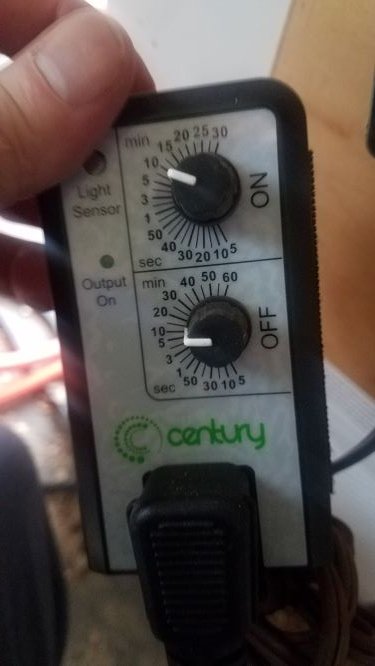 min
15 20 25 30
10
5
3
1
50
40 30 20 10 5
sec
ON
Light
Sensor
Output
On
min
40 50 60
30
20
10
5
3
1
50 30 10 5
sec
OFF
century